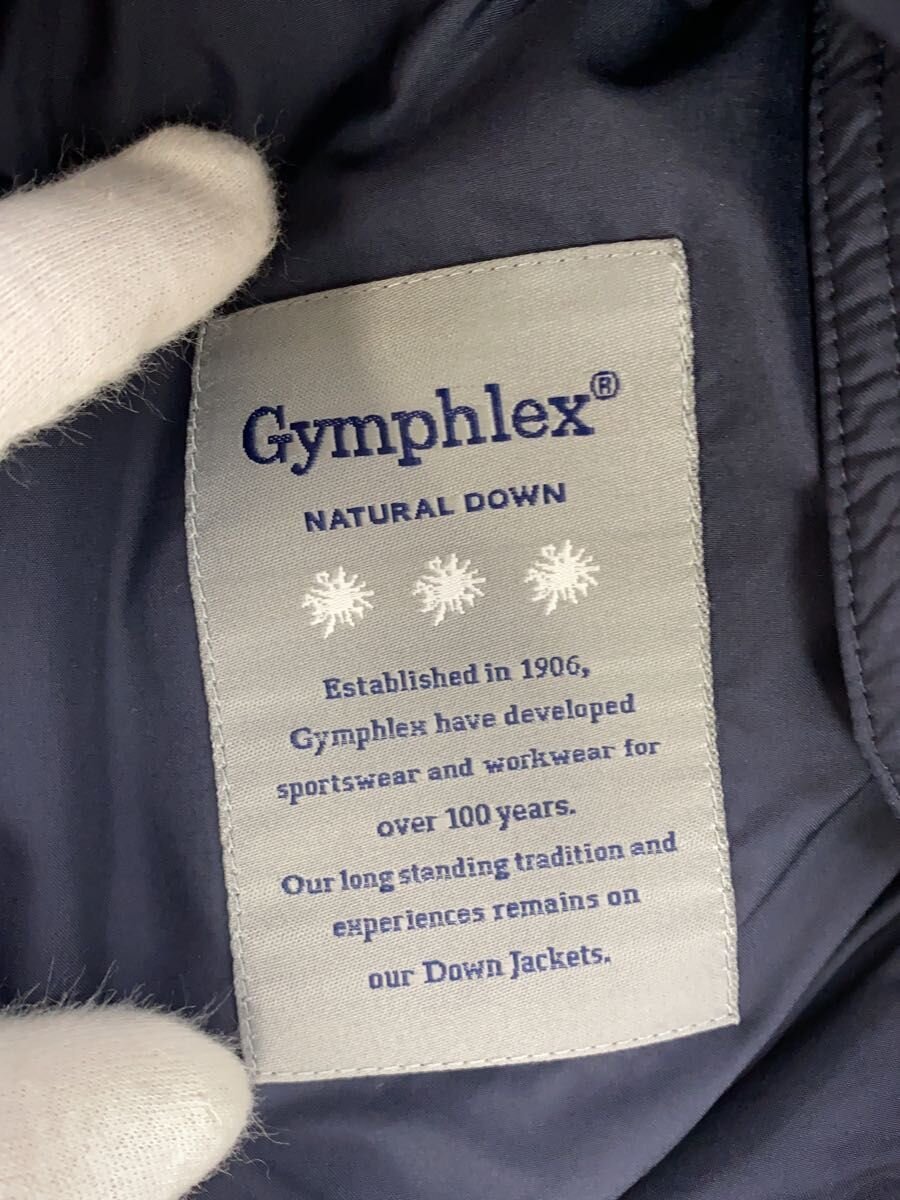 Gymphlex®
NATURAL DOWN
Established in 1906,
Gymphlex have developed
sportswear and workwear for
over 100 years.
Our long standing tradition and
experiences remains on
our Down Jackets.